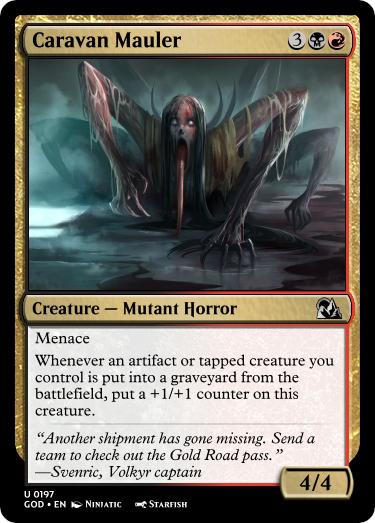 Caravan Mauler 3
Creature — Mutant Horror
Menace
Whenever an artifact or tapped creature you
control is put into a graveyard from the
battlefield, put a +1/+1 counter on this
creature.
“Another shipment has gone missing. Send a
team to check out the Gold Road pass.”
—Svenric, Volkyr captain
4/4
U 0197
GOD • EN Ninjatic Starfish